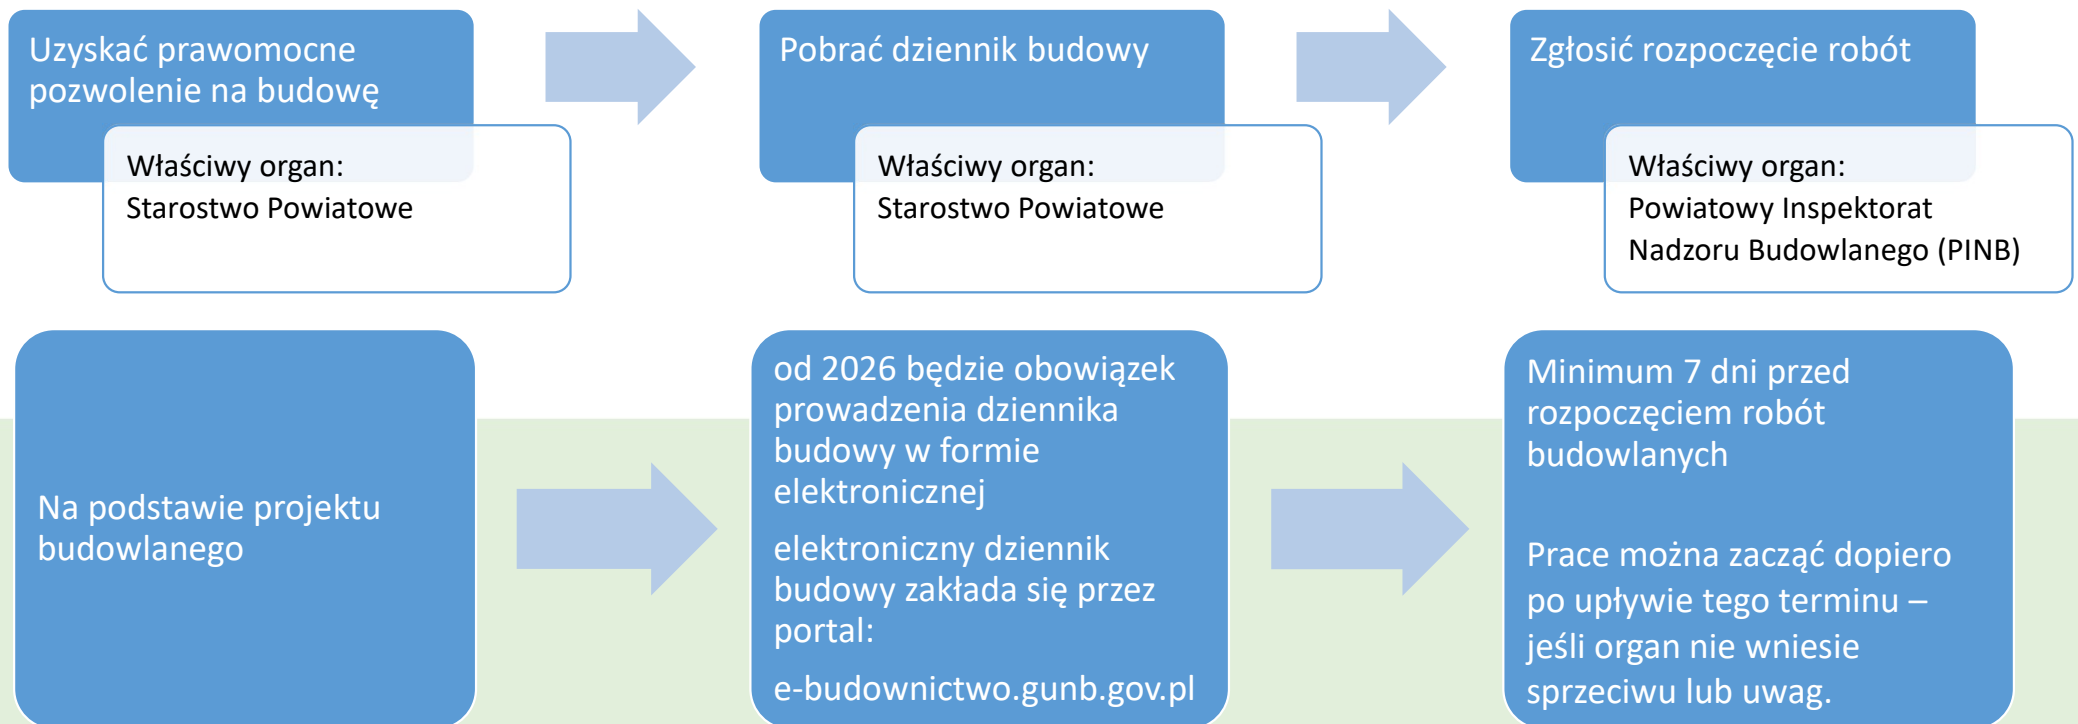 Uzyskać prawomocne
pozwolenie na budowę
Właściwy organ:
Starostwo Powiatowe
Pobrać dziennik budowy
Właściwy organ:
Starostwo Powiatowe
Zgłosić rozpoczęcie robót
Właściwy organ:
Powiatowy Inspektorat
Nadzoru Budowlanego (PINB)
Na podstawie projektu
budowlanego
od 2026 będzie obowiązek
prowadzenia dziennika
budowy w formie
elektronicznej
elektroniczny dziennik
budowy zakłada się przez
portal:
e-budownictwo.gunb.gov.pl
Minimum 7 dni przed
rozpoczęciem robót
budowlanych
Prace można zacząć dopiero
po upływie tego terminu –
jeśli organ nie wniesie
sprzeciwu lub uwag.